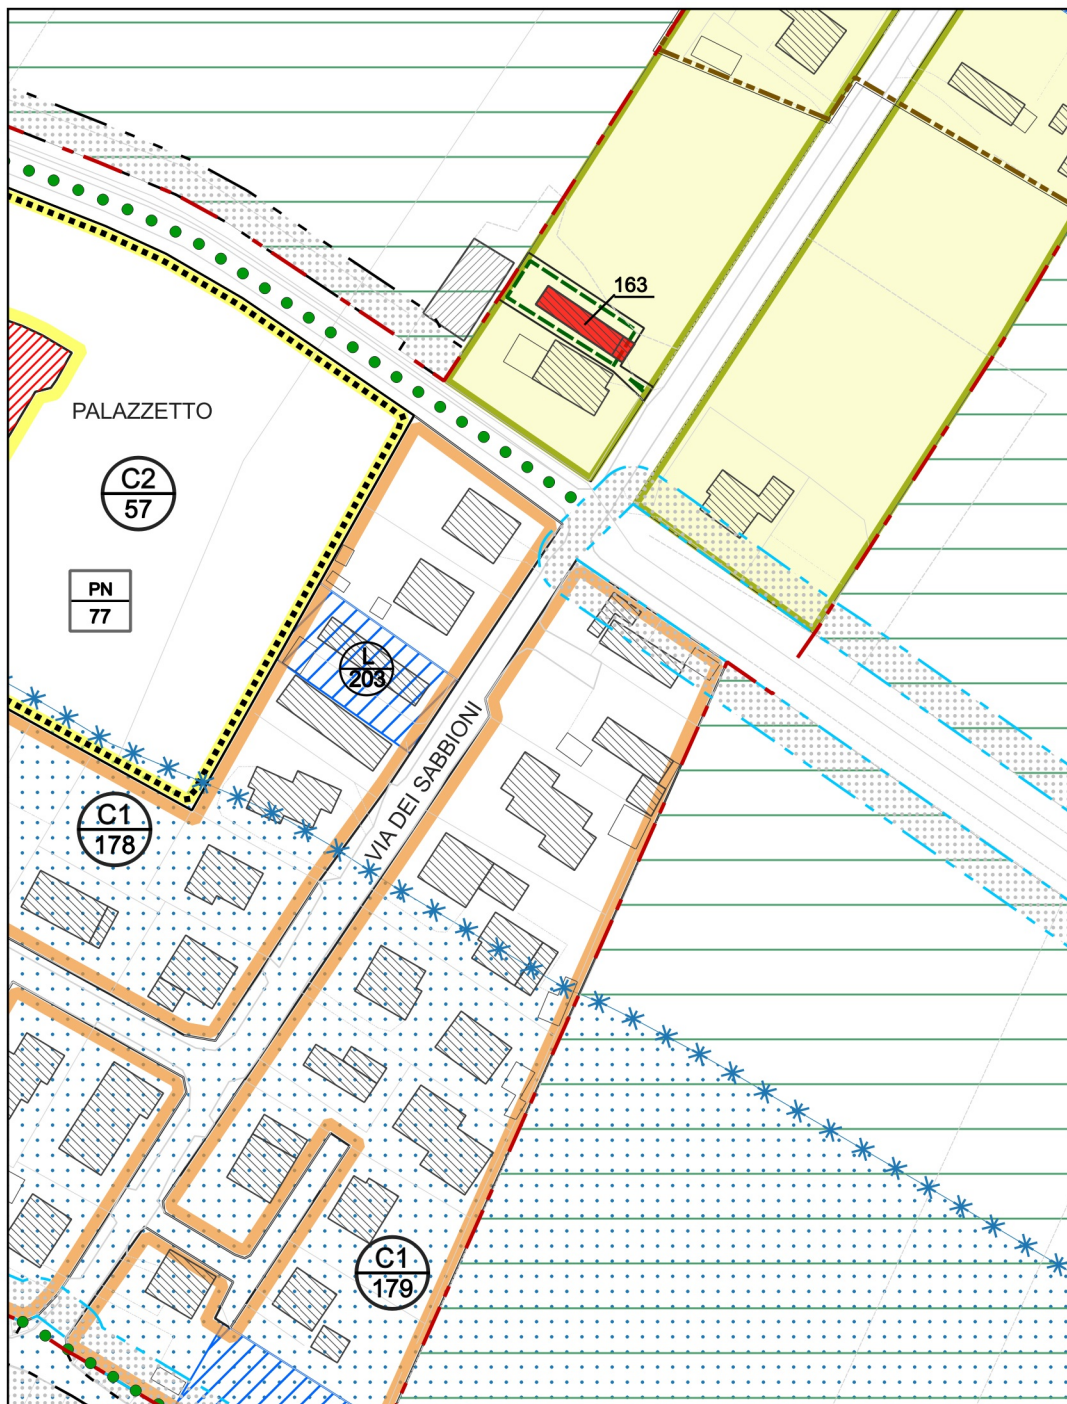 163
PALAZZETTO
C2
57
PN
77
L
203
VIA DEI SABBIONI
C1
178
C1
179